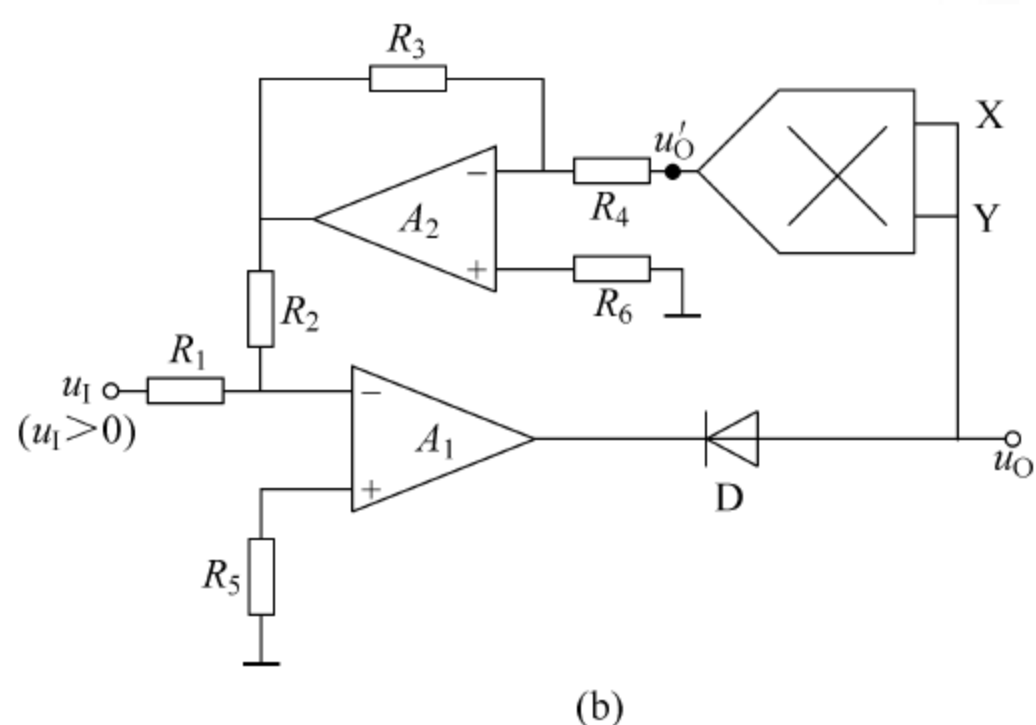 R₃
X
u′O
−
A₂
R₄
Y
+
R₆
R₂
R₁
uI
−
(uI>0)
A₁
+
uO
D
R₅
(b)